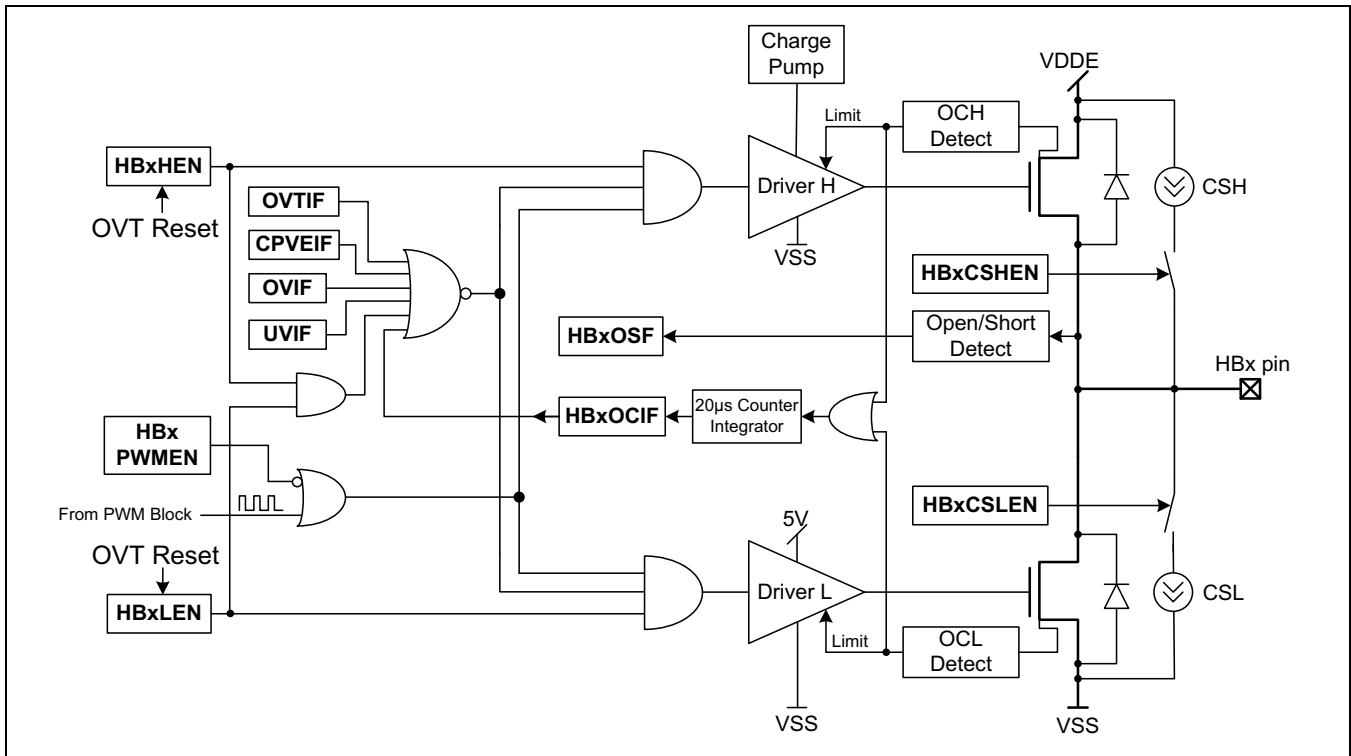 Charge
Pump
VDDE
Limit
OCH
Detect
HBxHEN
OVT Reset
Driver H
CSH
OVTIF
CPVEIF
OVIF
UVIF
VSS
HBxCSHEN
HBxOSF
Open/Short
Detect
HBx pin
HBxOCIF
20µs Counter
Integrator
HBx
PWMEN
From PWM Block
HBxCSLEN
OVT Reset
5V
HBxLEN
Driver L
CSL
Limit
OCL
Detect
VSS
VSS